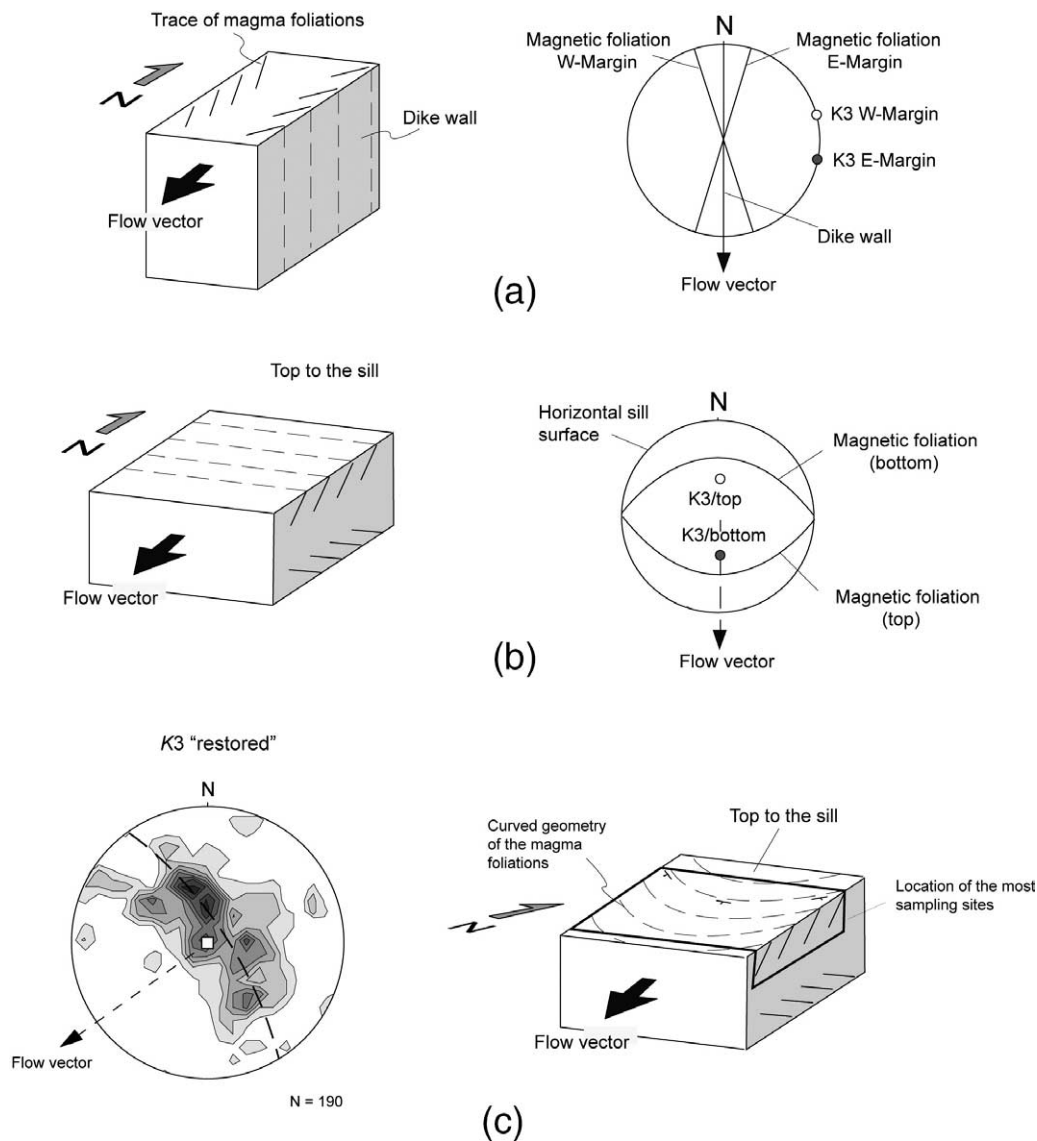 Trace of magma foliations
N
Dike wall
Flow vector
N
Magnetic foliation
W-Margin
Magnetic foliation
E-Margin
K3 W-Margin
K3 E-Margin
Dike wall
Flow vector
(a)
Top to the sill
N
Flow vector
N
Horizontal sill
surface
Magnetic foliation
(bottom)
K3/top
K3/bottom
Magnetic foliation
(top)
Flow vector
(b)
K3 “restored”
N
Flow vector
N = 190
Top to the sill
Curved geometry
of the magma
foliations
Location of the most
sampling sites
N
Flow vector
(c)